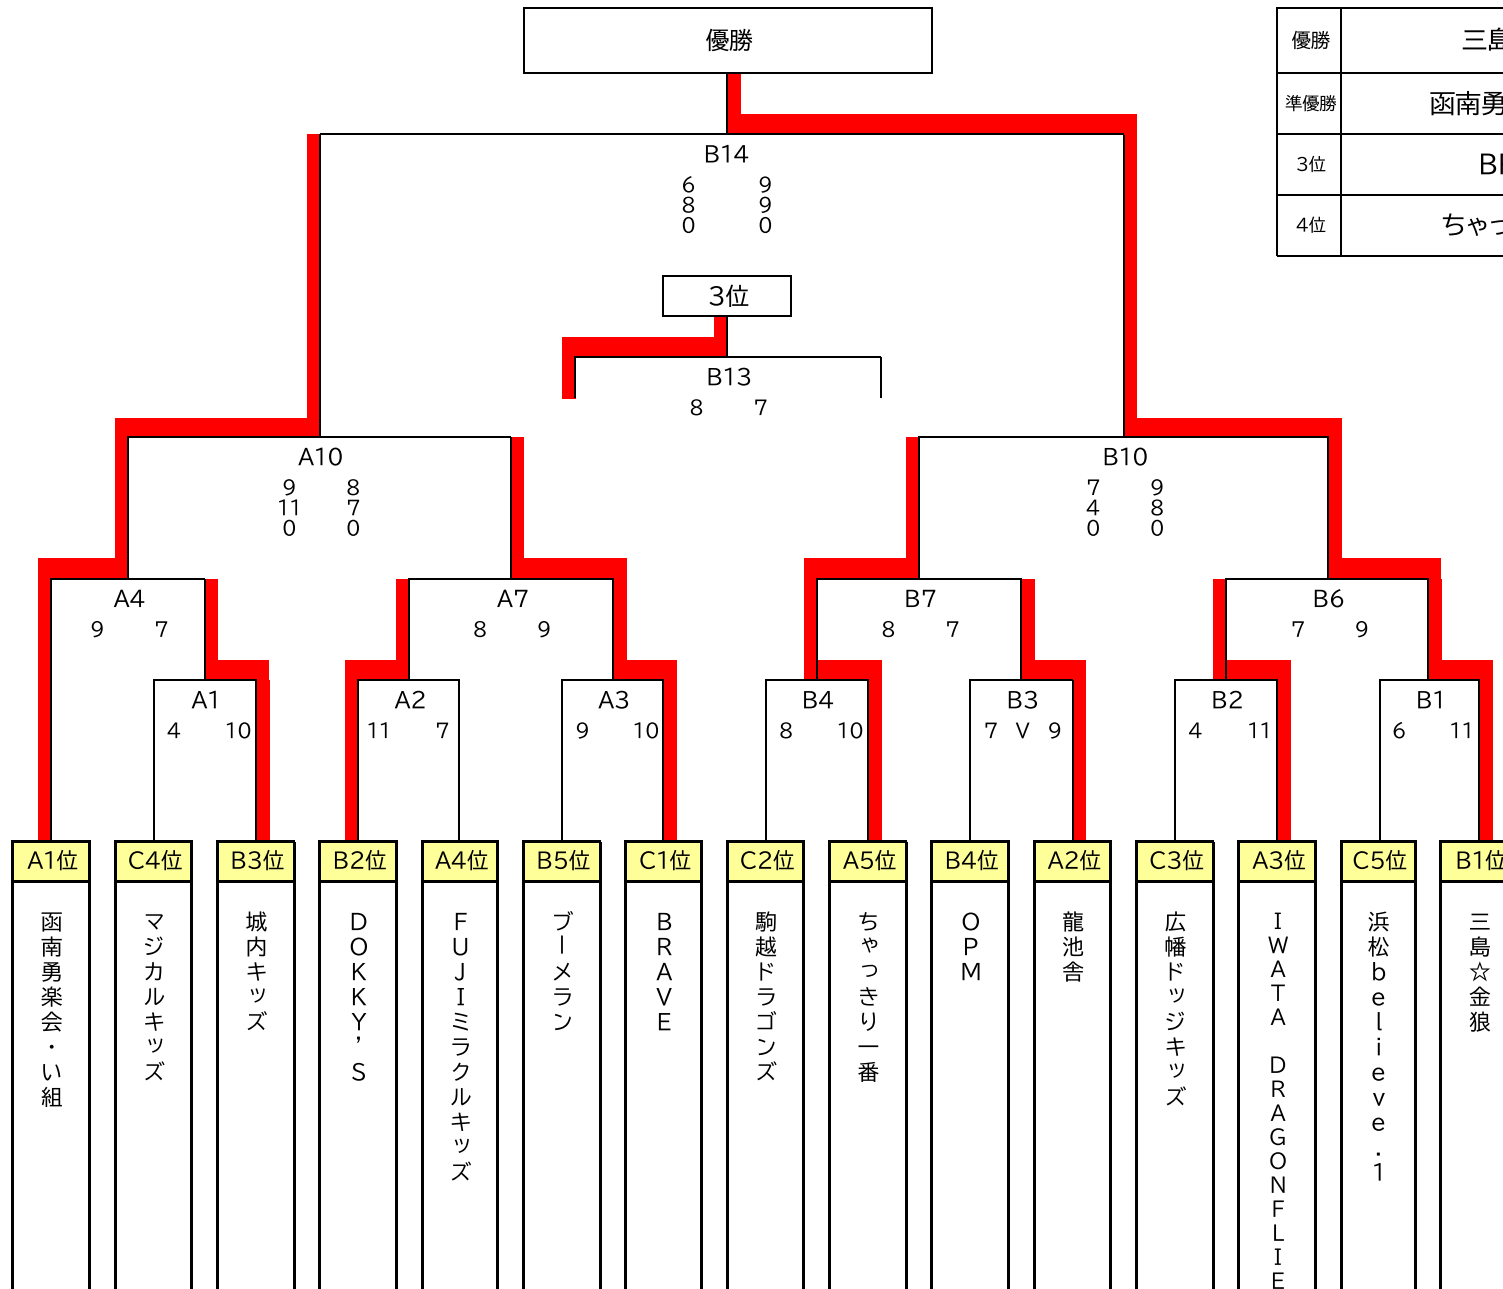 優勝
優勝 三島
準優勝 函南勇
3位
4位 ちゃっ
B14
6 9
8 9
0 0
3位
B13
8 7
A10
9 8
11 7
0 0
B10
7 9
4 8
0 0
A4
9 7
A7
8 9
B7
8 7
B6
7 9
A1
4 10
A2
11 7
A3
9 10
B4
8 10
B3
7 V 9
B2
4 11
B1
6 11
A1位 C4位 B3位 B2位 A4位 B5位 C1位 C2位 A5位 B4位 A2位 C3位 A3位 C5位 B1位
函南勇楽会・い組
マジカルキッズ
城内キッズ
DOKKY’S
FUJIミラクルキッズ
ブーメラン
BRAVE
駒越ドラゴンズ
ちゃっきり一番
OPM
龍池舎
広幡ドッジキッズ
IWATA DRAGONFLIE
浜松believe.1
三島☆金狼